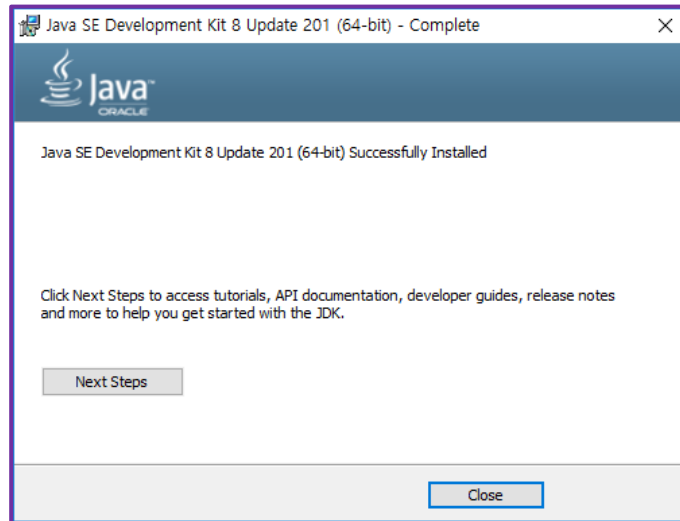 Java SE Development Kit 8 Update 201 (64-bit) - Complete
Java™
ORACLE
Java SE Development Kit 8 Update 201 (64-bit) Successfully Installed
Click Next Steps to access tutorials, API documentation, developer guides, release notes
and more to help you get started with the JDK.
Next Steps
Close